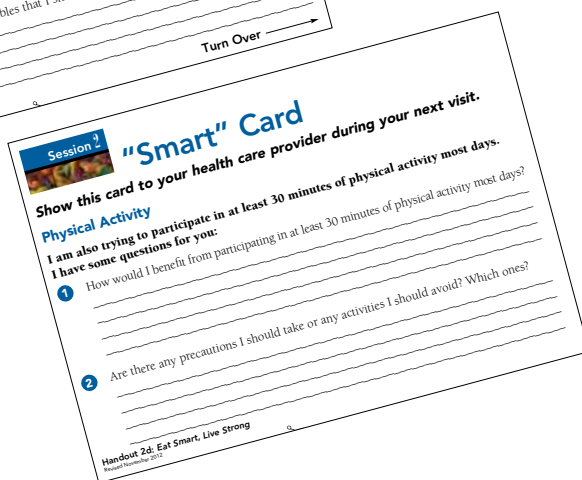 that I
Turn Over
Session 2
"Smart" Card
Show this card to your health care provider during your next visit.
Physical Activity
I am also trying to participate in at least 30 minutes of physical activity most days.
I have some questions for you:
1 How would I benefit from participating in at least 30 minutes of physical activity most days?
2 Are there any precautions I should take or any activities I should avoid? Which ones?
Handout 2d: Eat Smart, Live Strong
Revised November 2012